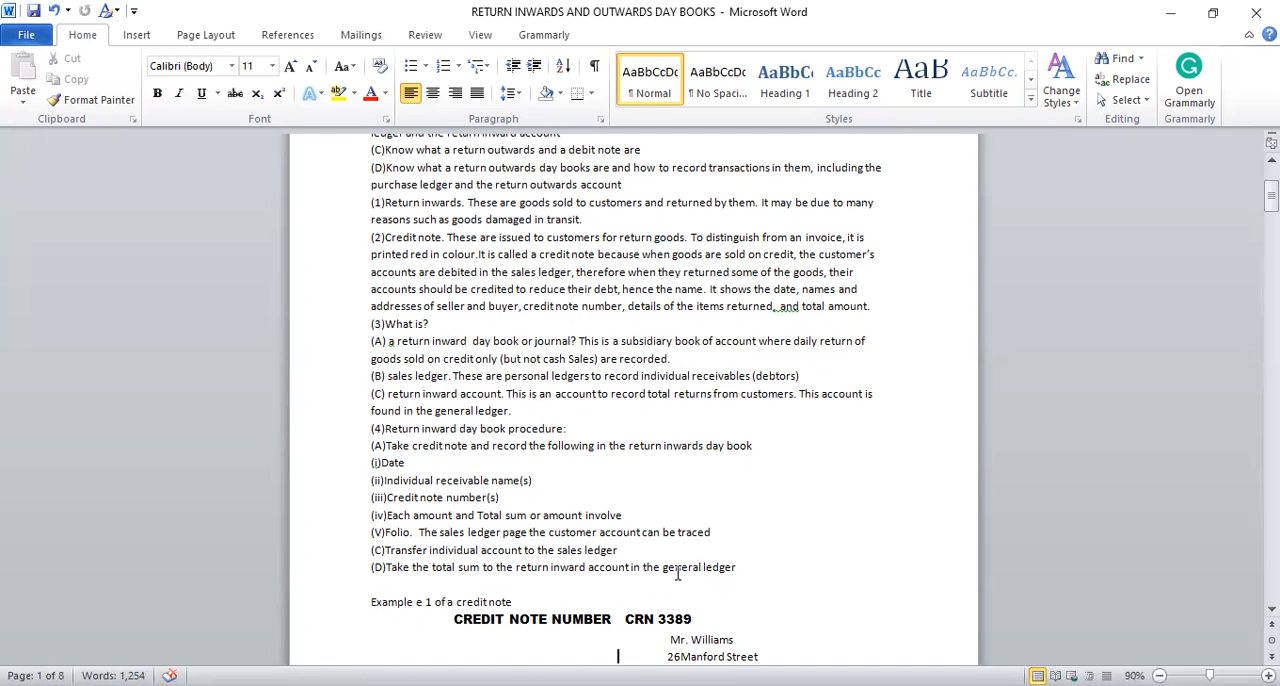 RETURN INWARDS AND OUTWARDS DAY BOOKS - Microsoft Word
File Home Insert Page Layout References Mailings Review View Grammarly
Paste Cut Copy Format Painter
Clipboard
Calibri (Body) 11
Font
Paragraph
AaBbCcDc AaBbCcDc AaBbCc AaBbCc AaB AaBbCc.
¶ Normal ¶ No Spaci... Heading 1 Heading 2 Title Subtitle
Change Styles
Styles
Find
Replace
Select
Editing
Open Grammarly
Grammarly
ledger and the return inward account
(C)Know what a return outwards and a debit note are
(D)Know what a return outwards day books are and how to record transactions in them, including the
purchase ledger and the return outwards account
(1)Return inwards. These are goods sold to customers and returned by them. It may be due to many
reasons such as goods damaged in transit.
(2)Credit note. These are issued to customers for return goods. To distinguish from an invoice, it is
printed red in colour.It is called a credit note because when goods are sold on credit, the customer's
accounts are debited in the sales ledger, therefore when they returned some of the goods, their
accounts should be credited to reduce their debt, hence the name. It shows the date, names and
addresses of seller and buyer, credit note number, details of the items returned, and total amount.
(3)What is?
(A) a return inward day book or journal? This is a subsidiary book of account where daily return of
goods sold on credit only (but not cash Sales) are recorded.
(B) sales ledger. These are personal ledgers to record individual receivables (debtors)
(C) return inward account. This is an account to record total returns from customers. This account is
found in the general ledger.
(4)Return inward day book procedure:
(A)Take credit note and record the following in the return inwards day book
(i)Date
(ii)Individual receivable name(s)
(iii)Credit note number(s)
(iv)Each amount and Total sum or amount involve
(V)Folio. The sales ledger page the customer account can be traced
(C)Transfer individual account to the sales ledger
(D)Take the total sum to the return inward account in the general ledger
Example e 1 of a credit note
CREDIT NOTE NUMBER CRN 3389
Mr. Williams
26Manford Street
Page: 1 of 8 Words: 1,254 90%